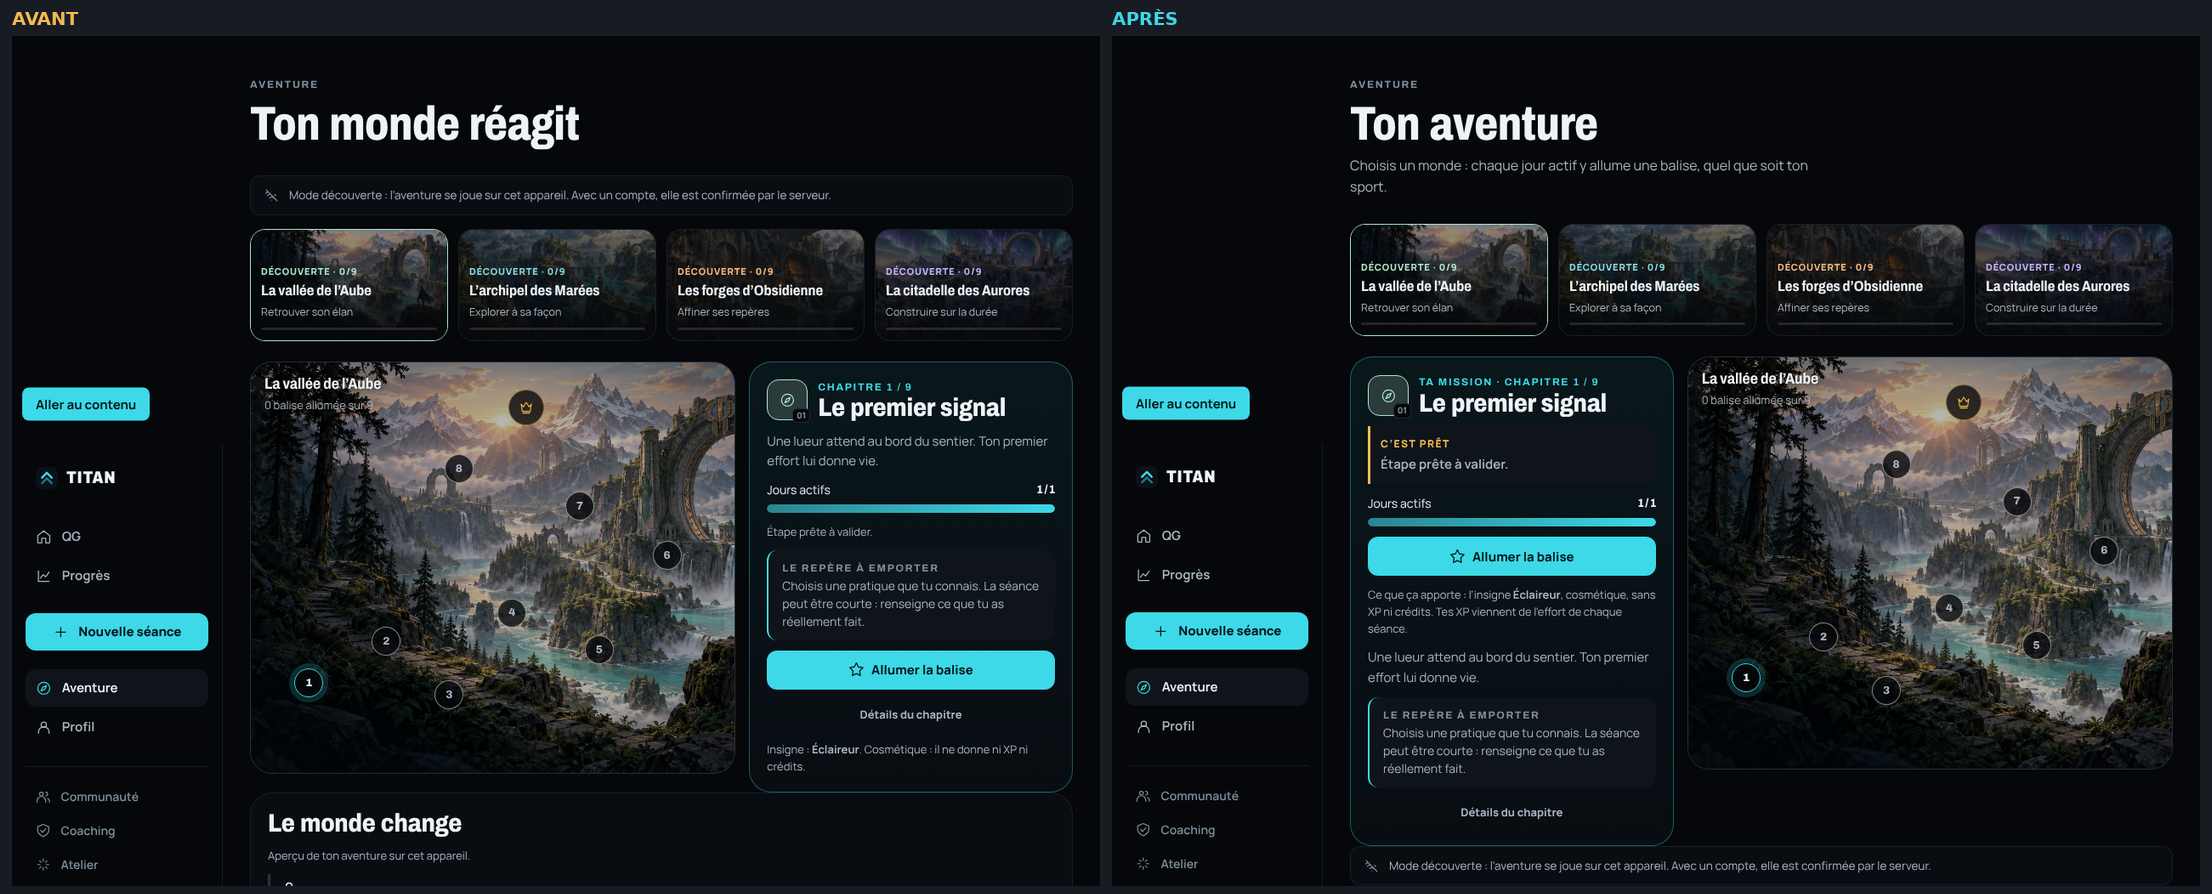 AVANT
AVENTURE
Ton monde réagit
Mode découverte : l'aventure se joue sur cet appareil. Avec un compte, elle est confirmée par le serveur.
DÉCOUVERTE · 0/9
La vallée de l'Aube
Retrouver son élan
DÉCOUVERTE · 0/9
L'archipel des Marées
Explorer à sa façon
DÉCOUVERTE · 0/9
Les forges d'Obsidienne
Affiner ses repères
DÉCOUVERTE · 0/9
La citadelle des Aurores
Construire sur la durée
Aller au contenu
TITAN
QG
Progrès
Nouvelle séance
Aventure
Profil
Communauté
Coaching
Atelier
La vallée de l'Aube
0 balise allumée sur 9
8
7
6
4
2
5
1
3
01
CHAPITRE 1 / 9
Le premier signal
Une lueur attend au bord du sentier. Ton premier
effort lui donne vie.
Jours actifs 1/1
Étape prête à valider.
LE REPÈRE À EMPORTER
Choisis une pratique que tu connais. La séance
peut être courte : renseigne ce que tu as
réellement fait.
Allumer la balise
Détails du chapitre
Insigne : Éclaireur. Cosmétique : il ne donne ni XP ni
crédits.
Le monde change
Aperçu de ton aventure sur cet appareil.
APRÈS
AVENTURE
Ton aventure
Choisis un monde : chaque jour actif y allume une balise, quel que soit ton
sport.
DÉCOUVERTE · 0/9
La vallée de l'Aube
Retrouver son élan
DÉCOUVERTE · 0/9
L'archipel des Marées
Explorer à sa façon
DÉCOUVERTE · 0/9
Les forges d'Obsidienne
Affiner ses repères
DÉCOUVERTE · 0/9
La citadelle des Aurores
Construire sur la durée
Aller au contenu
TITAN
QG
Progrès
Nouvelle séance
Aventure
Profil
Communauté
Coaching
Atelier
01
TA MISSION · CHAPITRE 1 / 9
Le premier signal
C'EST PRÊT
Étape prête à valider.
Jours actifs 1/1
Allumer la balise
Ce que ça apporte : l'insigne Éclaireur, cosmétique, sans
XP ni crédits. Tes XP viennent de l'effort de chaque
séance.
Une lueur attend au bord du sentier. Ton premier
effort lui donne vie.
LE REPÈRE À EMPORTER
Choisis une pratique que tu connais. La séance
peut être courte : renseigne ce que tu as
réellement fait.
Détails du chapitre
La vallée de l'Aube
0 balise allumée sur 9
8
7
6
4
2
5
1
3
Mode découverte : l'aventure se joue sur cet appareil. Avec un compte, elle est confirmée par le serveur.